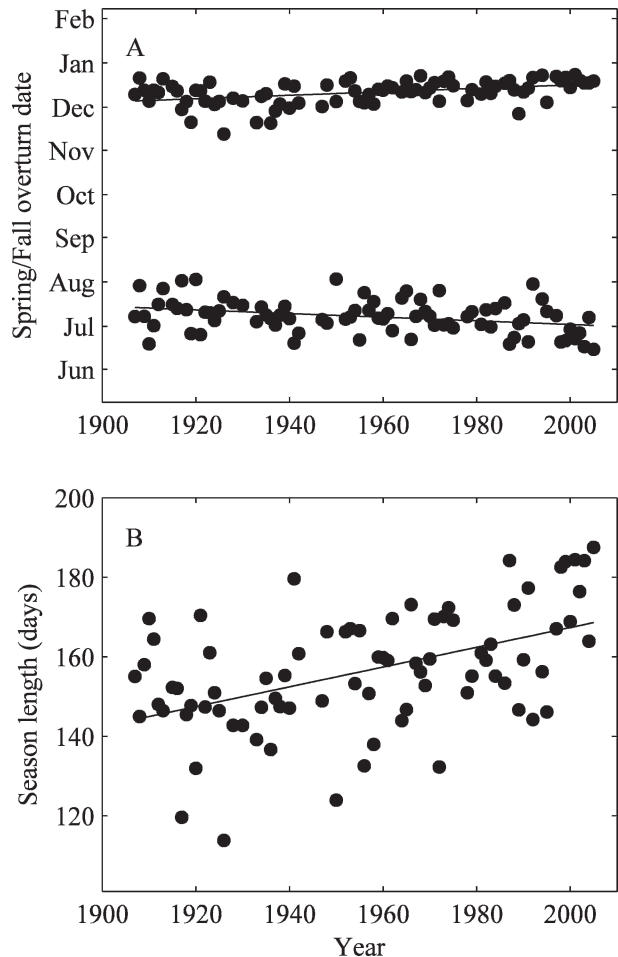 A
Feb
Jan
Dec
Nov
Oct
Sep
Aug
Jul
Jun
Spring/Fall overturn date
1900 1920 1940 1960 1980 2000
B
200
180
160
140
120
Season length (days)
1900 1920 1940 1960 1980 2000
Year